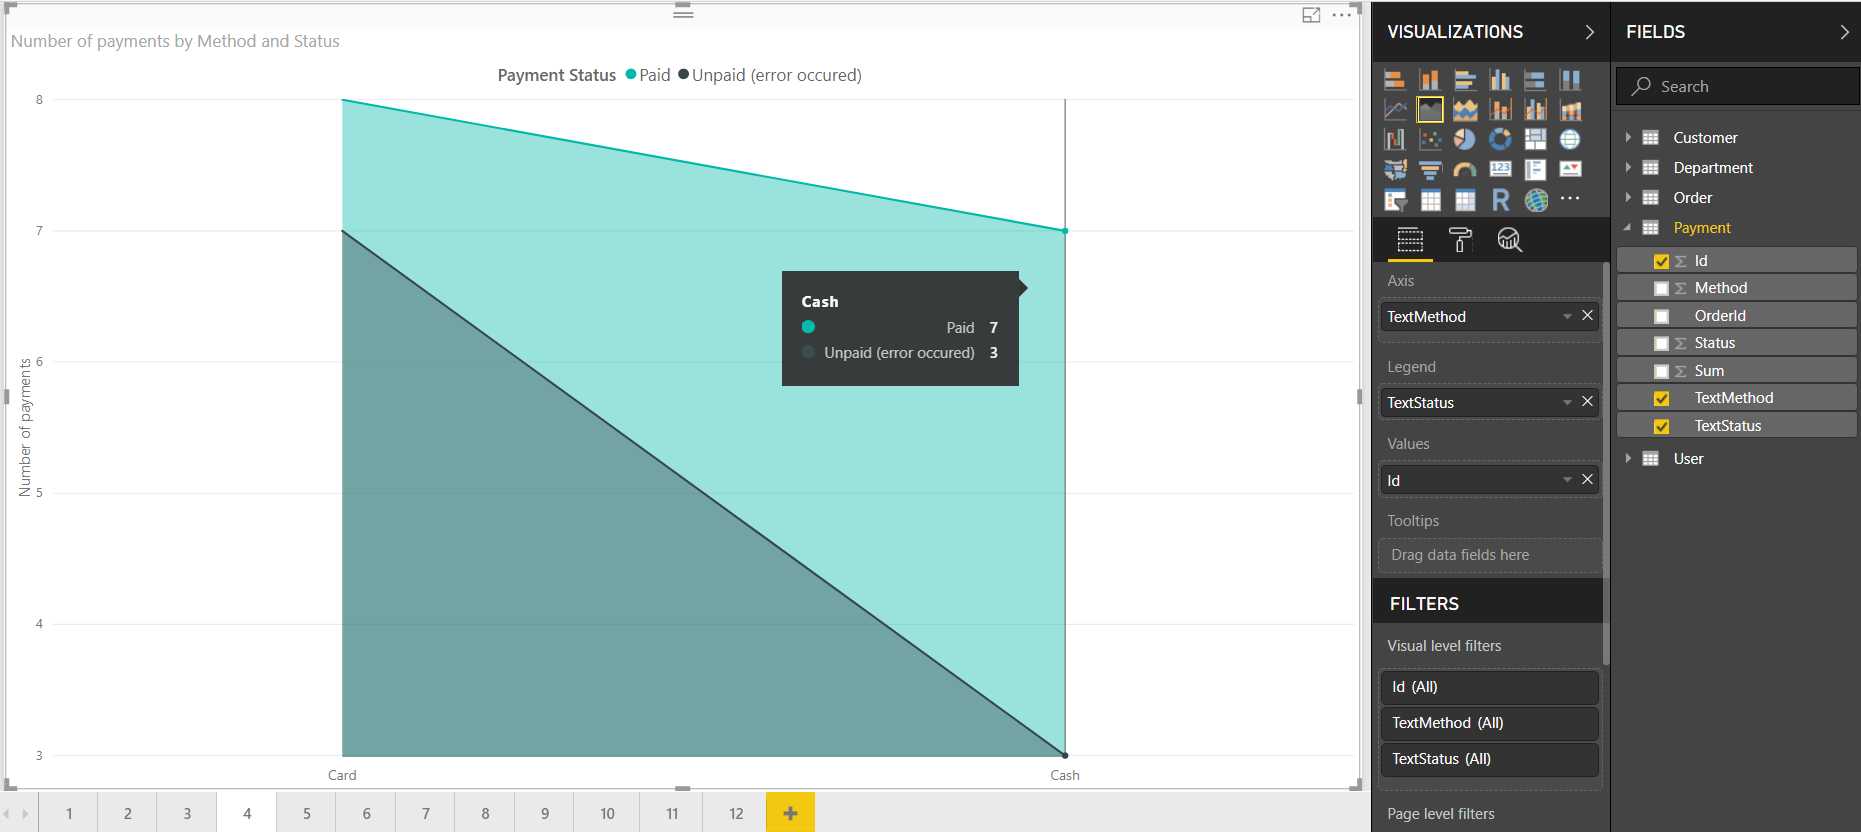 Number of payments by Method and Status
Payment Status Paid Unpaid (error occured)
Number of payments
8
7
6
5
4
3
Card
Cash
Cash
Paid 7
Unpaid (error occured) 3
1 2 3 4 5 6 7 8 9 10 11 12
VISUALIZATIONS
123
R
Axis
TextMethod
Legend
TextStatus
Values
Id
Tooltips
Drag data fields here
FILTERS
Visual level filters
Id (All)
TextMethod (All)
TextStatus (All)
Page level filters
FIELDS
Search
Customer
Department
Order
Payment
Σ Id
Σ Method
OrderId
Σ Status
Σ Sum
TextMethod
TextStatus
User